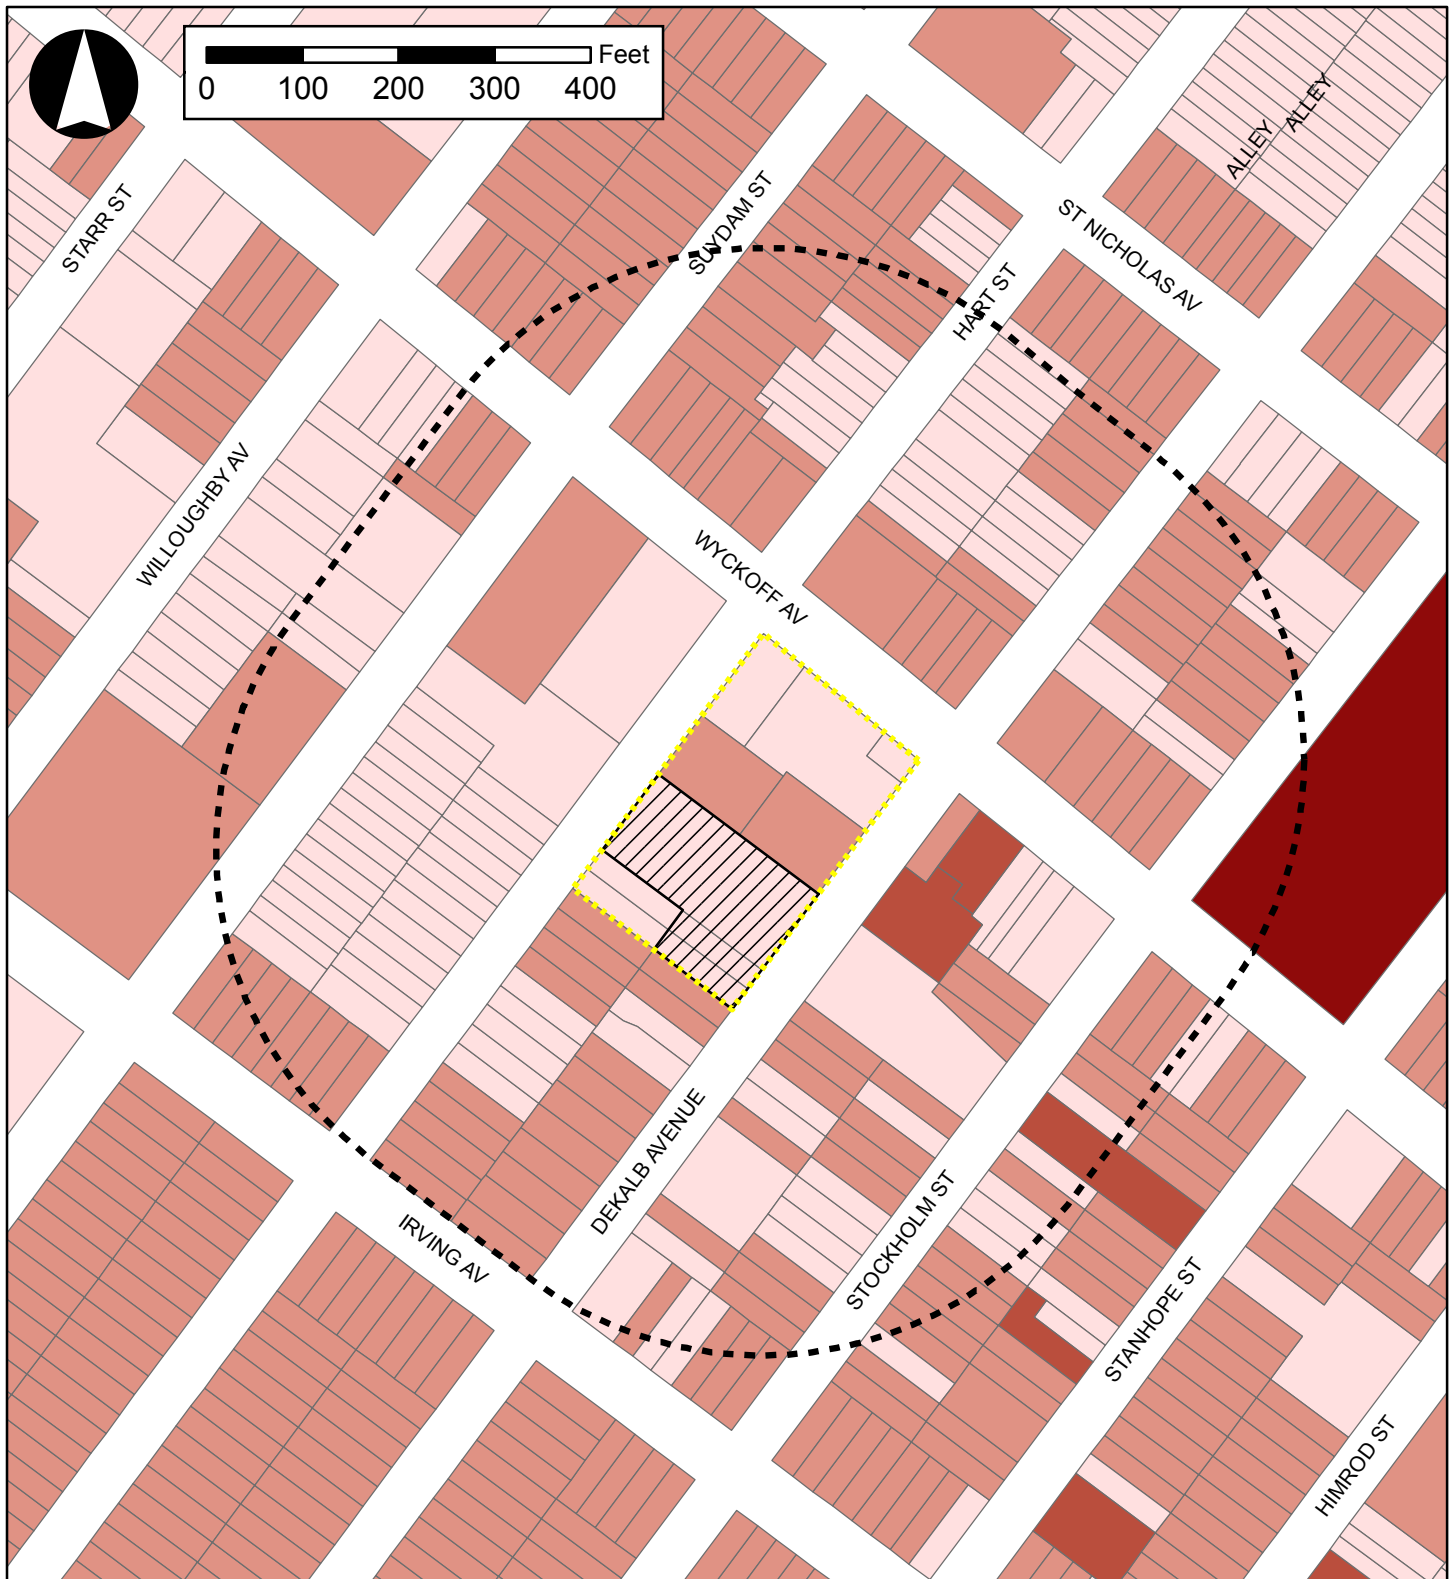 Feet
0 100 200 300 400
ALLEY
ALLEY
STARR ST
SUYDAM ST
ST NICHOLAS AV
HART ST
WILLOUGHBY AV
WYCKOFF AV
DEKALB AVENUE
IRVING AV
STOCKHOLM ST
STANHOPE ST
HIMROD ST